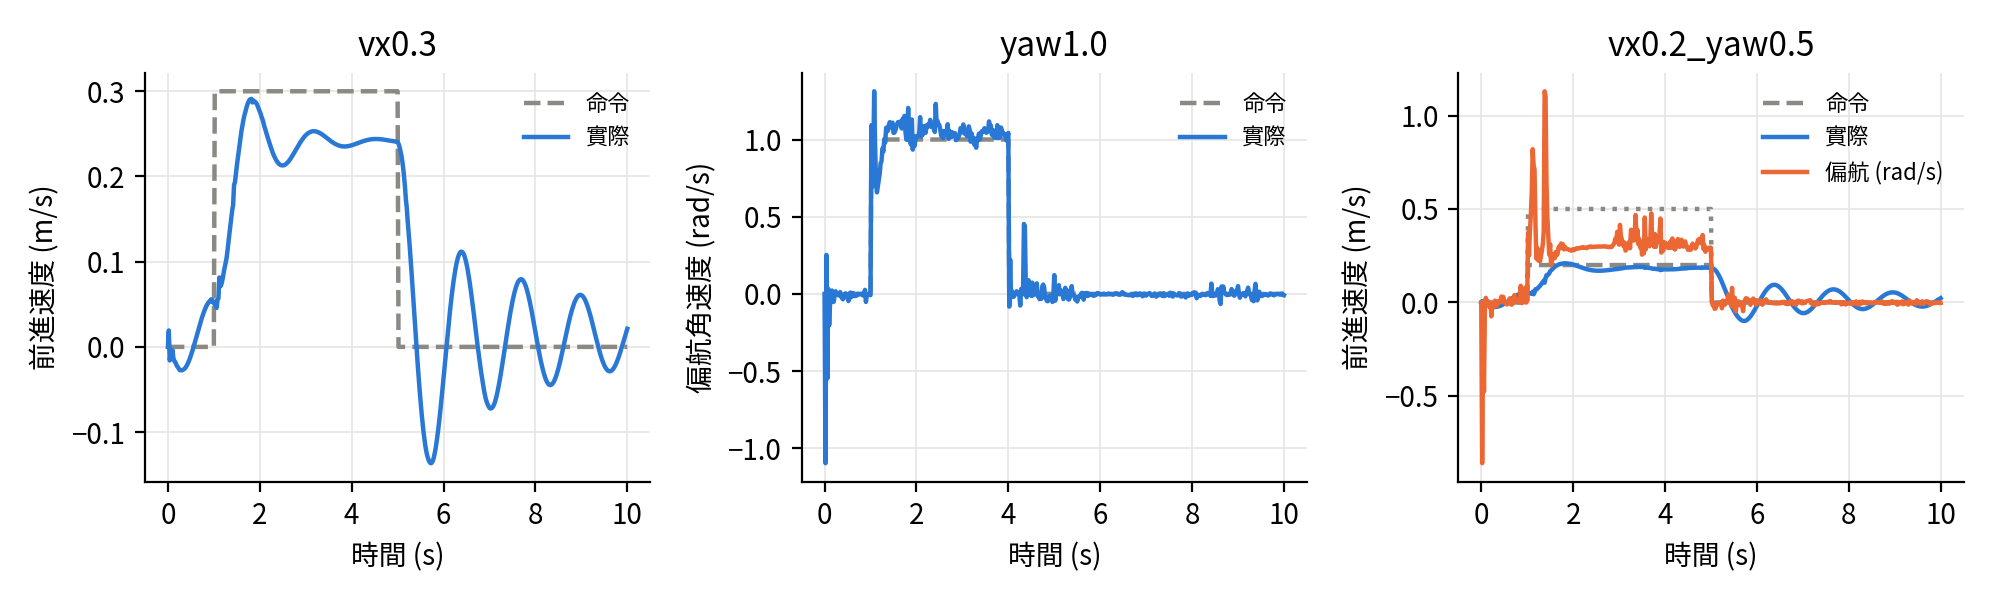 vx0.3
前進速度 (m/s)
0.3
0.2
0.1
0.0
−0.1
0 2 4 6 8 10
時間 (s)
命令
實際
yaw1.0
偏航角速度 (rad/s)
1.0
0.5
0.0
−0.5
−1.0
0 2 4 6 8 10
時間 (s)
命令
實際
vx0.2_yaw0.5
前進速度 (m/s)
1.0
0.5
0.0
−0.5
0 2 4 6 8 10
時間 (s)
命令
實際
偏航 (rad/s)